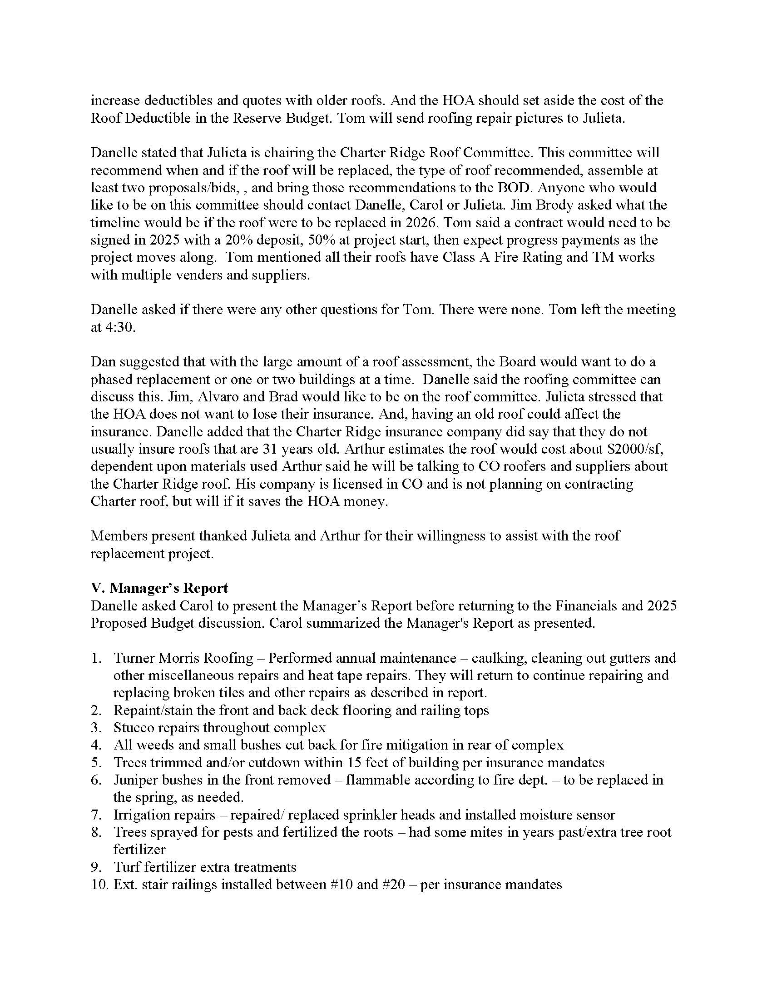 increase deductibles and quotes with older roofs. And the HOA should set aside the cost of the
Roof Deductible in the Reserve Budget. Tom will send roofing repair pictures to Julieta.
Danelle stated that Julieta is chairing the Charter Ridge Roof Committee. This committee will
recommend when and if the roof will be replaced, the type of roof recommended, assemble at
least two proposals/bids, , and bring those recommendations to the BOD. Anyone who would
like to be on this committee should contact Danelle, Carol or Julieta. Jim Brody asked what the
timeline would be if the roof were to be replaced in 2026. Tom said a contract would need to be
signed in 2025 with a 20% deposit, 50% at project start, then expect progress payments as the
project moves along.  Tom mentioned all their roofs have Class A Fire Rating and TM works
with multiple venders and suppliers.
Danelle asked if there were any other questions for Tom. There were none. Tom left the meeting
at 4:30.
Dan suggested that with the large amount of a roof assessment, the Board would want to do a
phased replacement or one or two buildings at a time.  Danelle said the roofing committee can
discuss this. Jim, Alvaro and Brad would like to be on the roof committee. Julieta stressed that
the HOA does not want to lose their insurance. And, having an old roof could affect the
insurance. Danelle added that the Charter Ridge insurance company did say that they do not
usually insure roofs that are 31 years old. Arthur estimates the roof would cost about $2000/sf,
dependent upon materials used Arthur said he will be talking to CO roofers and suppliers about
the Charter Ridge roof. His company is licensed in CO and is not planning on contracting
Charter roof, but will if it saves the HOA money.
Members present thanked Julieta and Arthur for their willingness to assist with the roof
replacement project.
V. Manager’s Report
Danelle asked Carol to present the Manager’s Report before returning to the Financials and 2025
Proposed Budget discussion. Carol summarized the Manager's Report as presented.
1. Turner Morris Roofing – Performed annual maintenance – caulking, cleaning out gutters and
other miscellaneous repairs and heat tape repairs. They will return to continue repairing and
replacing broken tiles and other repairs as described in report.
2. Repaint/stain the front and back deck flooring and railing tops
3. Stucco repairs throughout complex
4. All weeds and small bushes cut back for fire mitigation in rear of complex
5. Trees trimmed and/or cutdown within 15 feet of building per insurance mandates
6. Juniper bushes in the front removed – flammable according to fire dept. – to be replaced in
the spring, as needed.
7. Irrigation repairs – repaired/ replaced sprinkler heads and installed moisture sensor
8. Trees sprayed for pests and fertilized the roots – had some mites in years past/extra tree root
fertilizer
9. Turf fertilizer extra treatments
10. Ext. stair railings installed between #10 and #20 – per insurance mandates